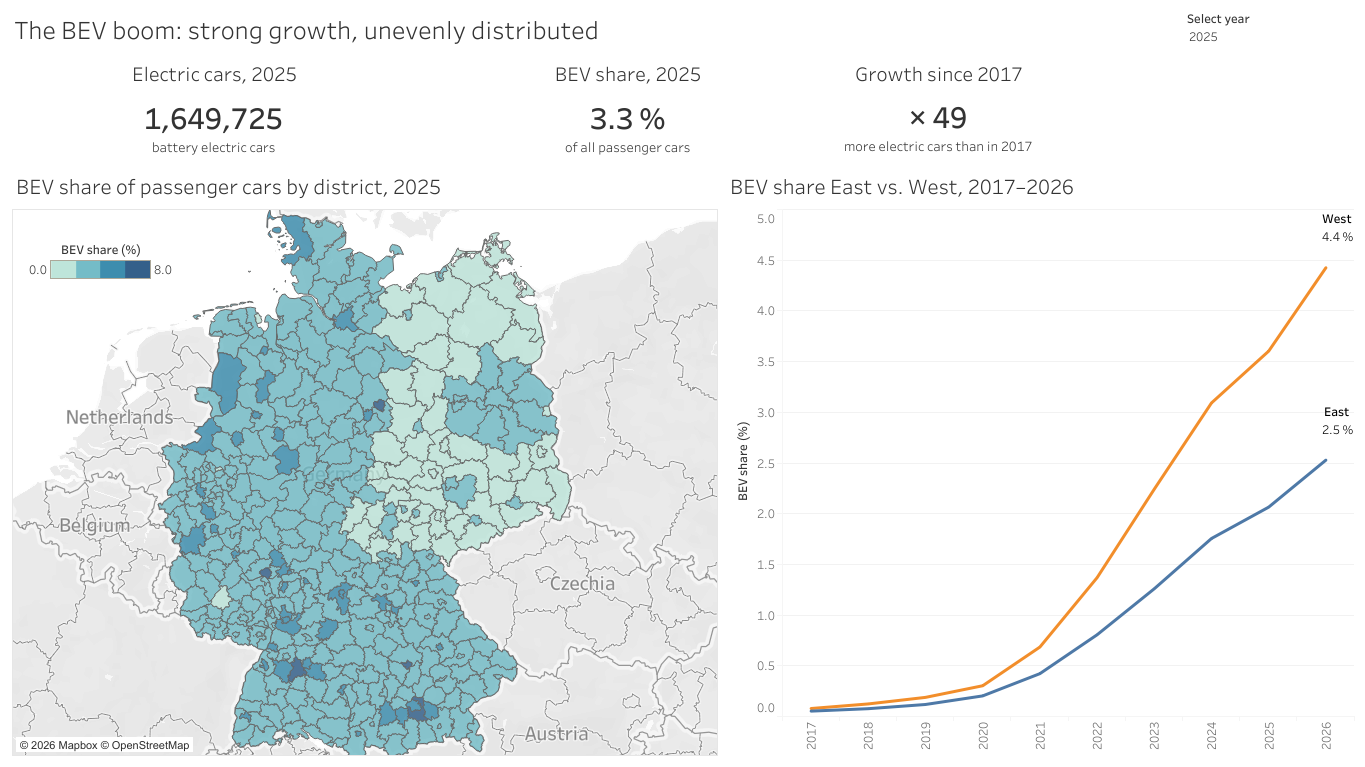 The BEV boom: strong growth, unevenly distributed
Select year
2025
Electric cars, 2025
1,649,725
battery electric cars
BEV share, 2025
3.3 %
of all passenger cars
Growth since 2017
× 49
more electric cars than in 2017
BEV share of passenger cars by district, 2025
BEV share (%)
0.0
8.0
Netherlands
Belgium
Germany
Czechia
Austria
© 2026 Mapbox © OpenStreetMap
BEV share East vs. West, 2017–2026
BEV share (%)
5.0
4.5
4.0
3.5
3.0
2.5
2.0
1.5
1.0
0.5
0.0
West
4.4 %
East
2.5 %
2017
2018
2019
2020
2021
2022
2023
2024
2025
2026